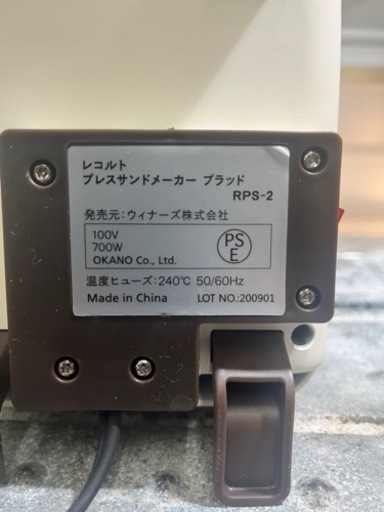 レコルト
プレスサンドメーカー プラッド
RPS-2
発売元:ウィナーズ株式会社
100V
700W
OKANO Co., Ltd.
PS
E
温度ヒューズ:240℃ 50/60Hz
Made in China LOT NO.:200901